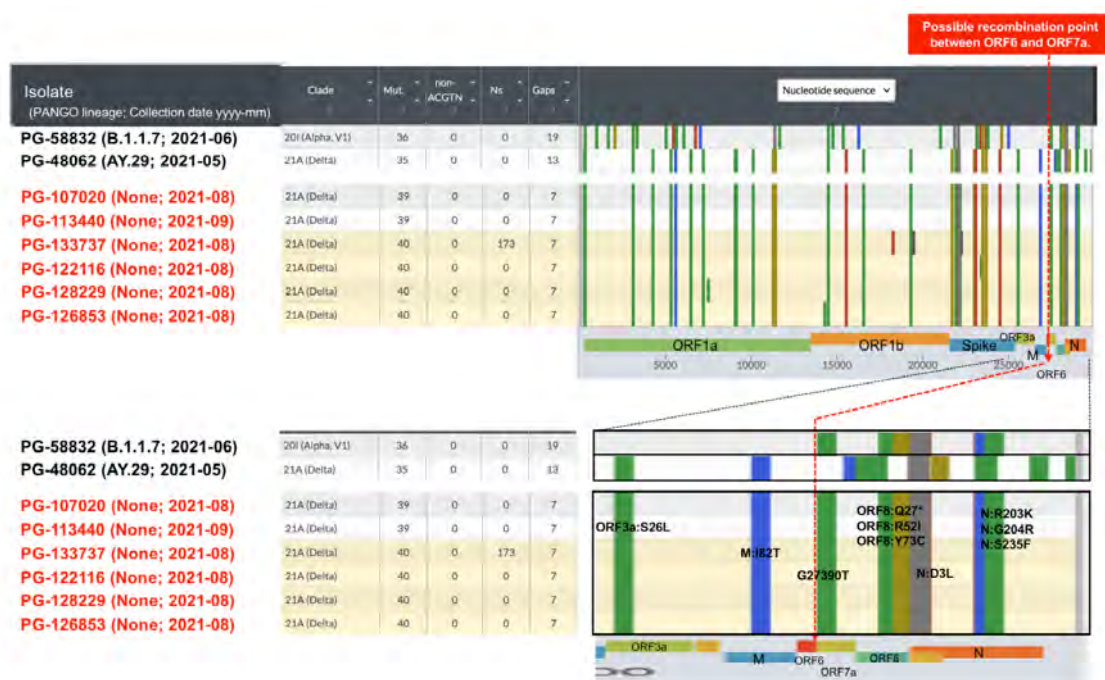 Possible recombination point
between ORF6 and ORF7a.
Isolate
(PANGO lineage; Collection date yyyy-mm)
Clade
Mut.
non-
ACGTN
Ns
Gaps
Nucleotide sequence
PG-58832 (B.1.1.7; 2021-06) 20I (Alpha, V1) 36 0 0 19
PG-48062 (AY.29; 2021-05) 21A (Delta) 35 0 0 13
PG-107020 (None; 2021-08) 21A (Delta) 39 0 0 7
PG-113440 (None; 2021-09) 21A (Delta) 39 0 0 7
PG-133737 (None; 2021-08) 21A (Delta) 40 0 173 7
PG-122116 (None; 2021-08) 21A (Delta) 40 0 0 7
PG-128229 (None; 2021-08) 21A (Delta) 40 0 0 7
PG-126853 (None; 2021-08) 21A (Delta) 40 0 0 7
ORF1a ORF1b Spike ORF3a M N
5000 10000 15000 20000 25000 ORF6
PG-58832 (B.1.1.7; 2021-06) 20I (Alpha, V1) 36 0 0 19
PG-48062 (AY.29; 2021-05) 21A (Delta) 35 0 0 13
PG-107020 (None; 2021-08) 21A (Delta) 39 0 0 7
PG-113440 (None; 2021-09) 21A (Delta) 39 0 0 7
PG-133737 (None; 2021-08) 21A (Delta) 40 0 173 7
PG-122116 (None; 2021-08) 21A (Delta) 40 0 0 7
PG-128229 (None; 2021-08) 21A (Delta) 40 0 0 7
PG-126853 (None; 2021-08) 21A (Delta) 40 0 0 7
ORF3a:S26L
M:I82T
G27390T
ORF8:Q27*
ORF8:R52I
ORF8:Y73C
N:D3L
N:R203K
N:G204R
N:S235F
ORF3a M ORF6 ORF7a N